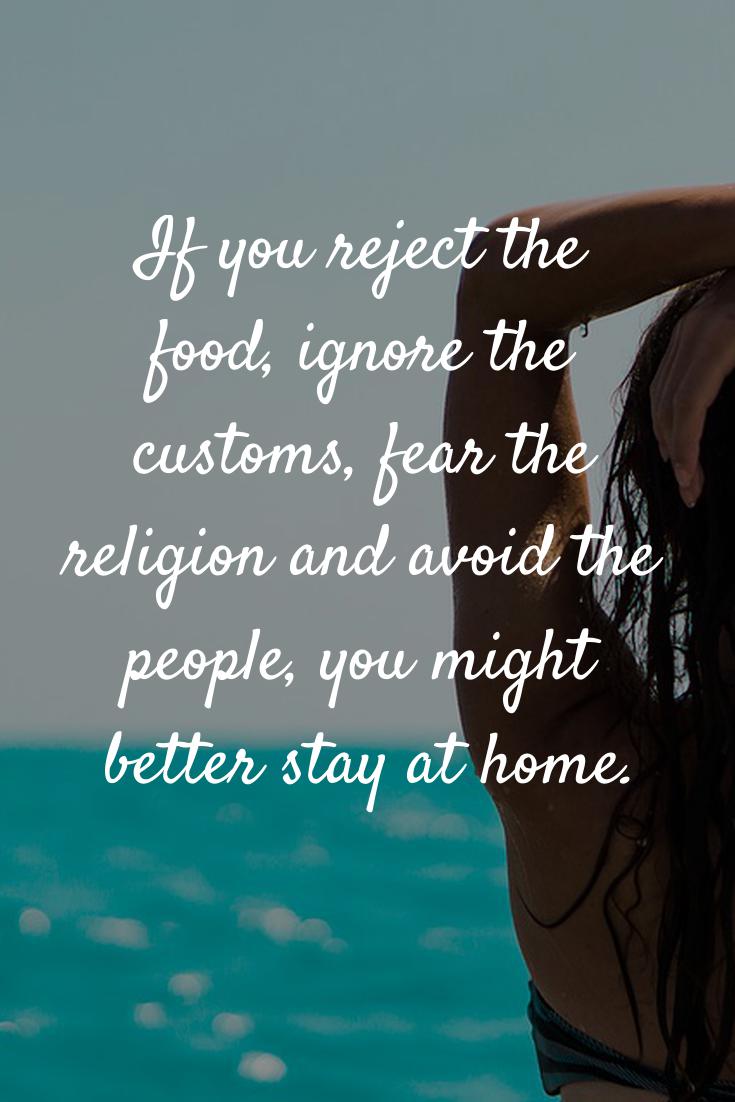 If you reject the
food, ignore the
customs, fear the
religion and avoid the
people, you might
better stay at home.